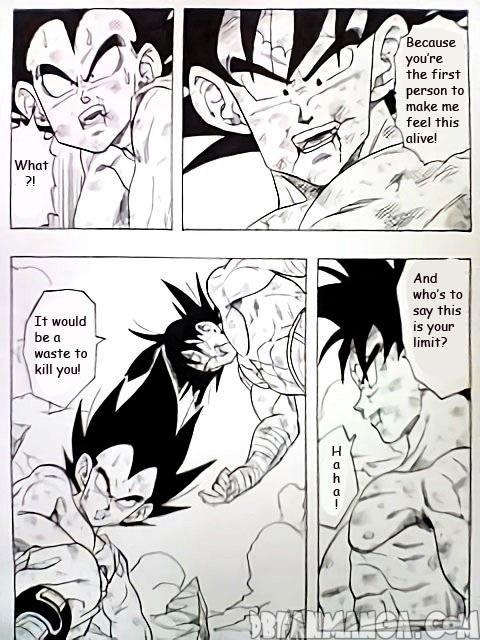 What
?!
Because
you're
the first
person to
make me
feel this
alive!
It would
be a
waste to
kill you!
And
who's to
say this
is your
limit?
H
a
h
a
!
DBFANMANGA.COM